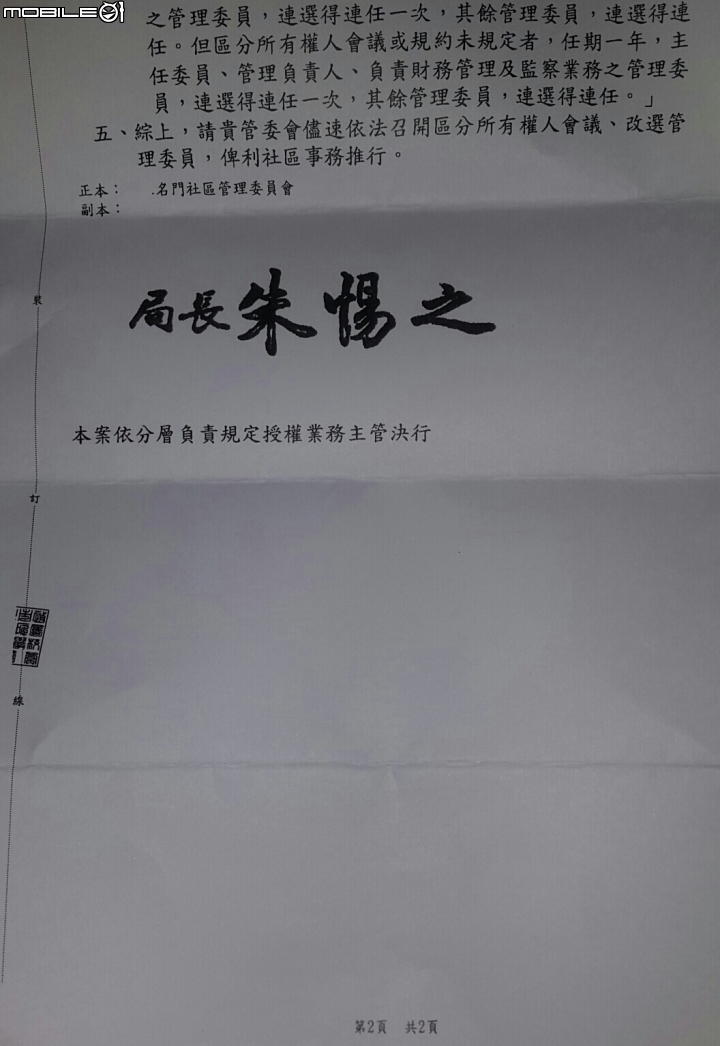 MOBILE01
之管理委員，連選得連任一次，其餘管理委員，連選得連
任。但區分所有權人會議或規約未規定者，任期一年，主
任委員、管理負責人、負責財務管理及監察業務之管理委
員，連選得連任一次，其餘管理委員，連選得連任。」
五、綜上，請貴管委會儘速依法召開區分所有權人會議、改選管
理委員，俾利社區事務推行。
正本： .名門社區管理委員會
副本：
局長朱惕之
裝
本案依分層負責規定授權業務主管決行
訂
線
第2頁 共2頁